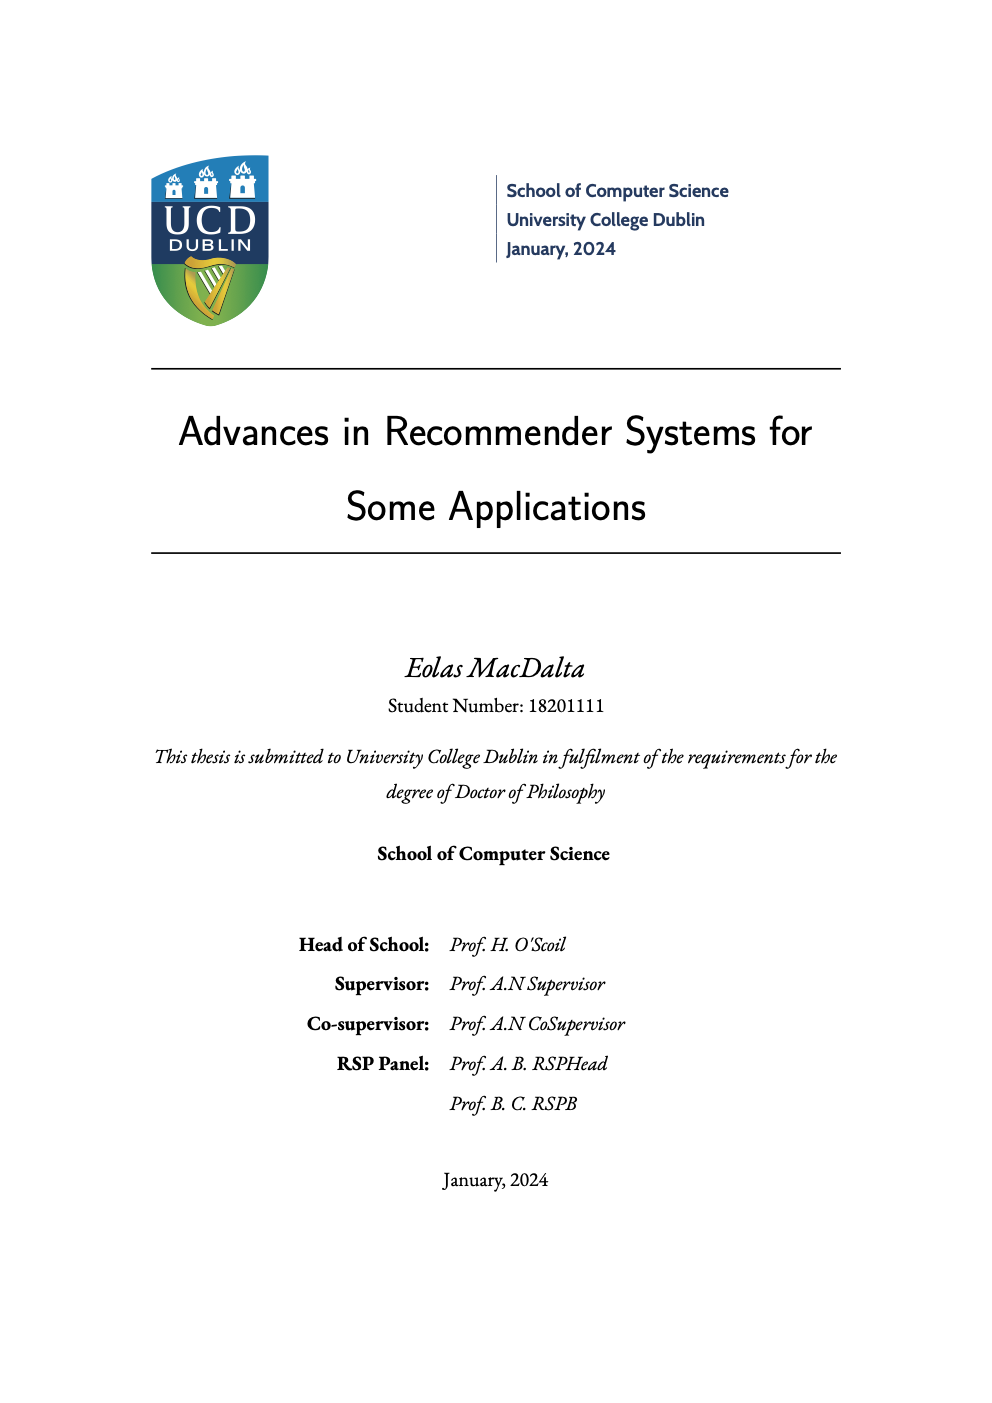 UCD
DUBLIN
School of Computer Science
University College Dublin
January, 2024
Advances in Recommender Systems for
Some Applications
Eolas MacDalta
Student Number: 18201111
This thesis is submitted to University College Dublin in fulfilment of the requirements for the
degree of Doctor of Philosophy
School of Computer Science
Head of School: Prof. H. O'Scoil
Supervisor: Prof. A.N Supervisor
Co-supervisor: Prof. A.N CoSupervisor
RSP Panel: Prof. A. B. RSPHead
Prof. B. C. RSPB
January, 2024